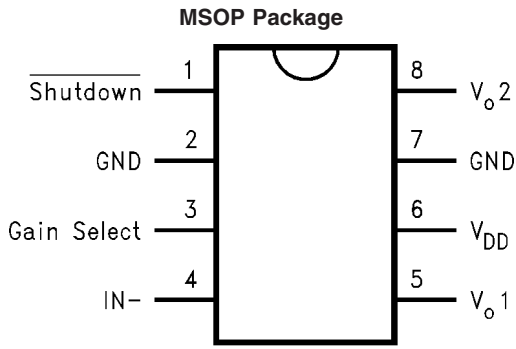 MSOP Package
Shutdown 1 8 Vo2
GND 2 7 GND
Gain Select 3 6 VDD
IN- 4 5 Vo1